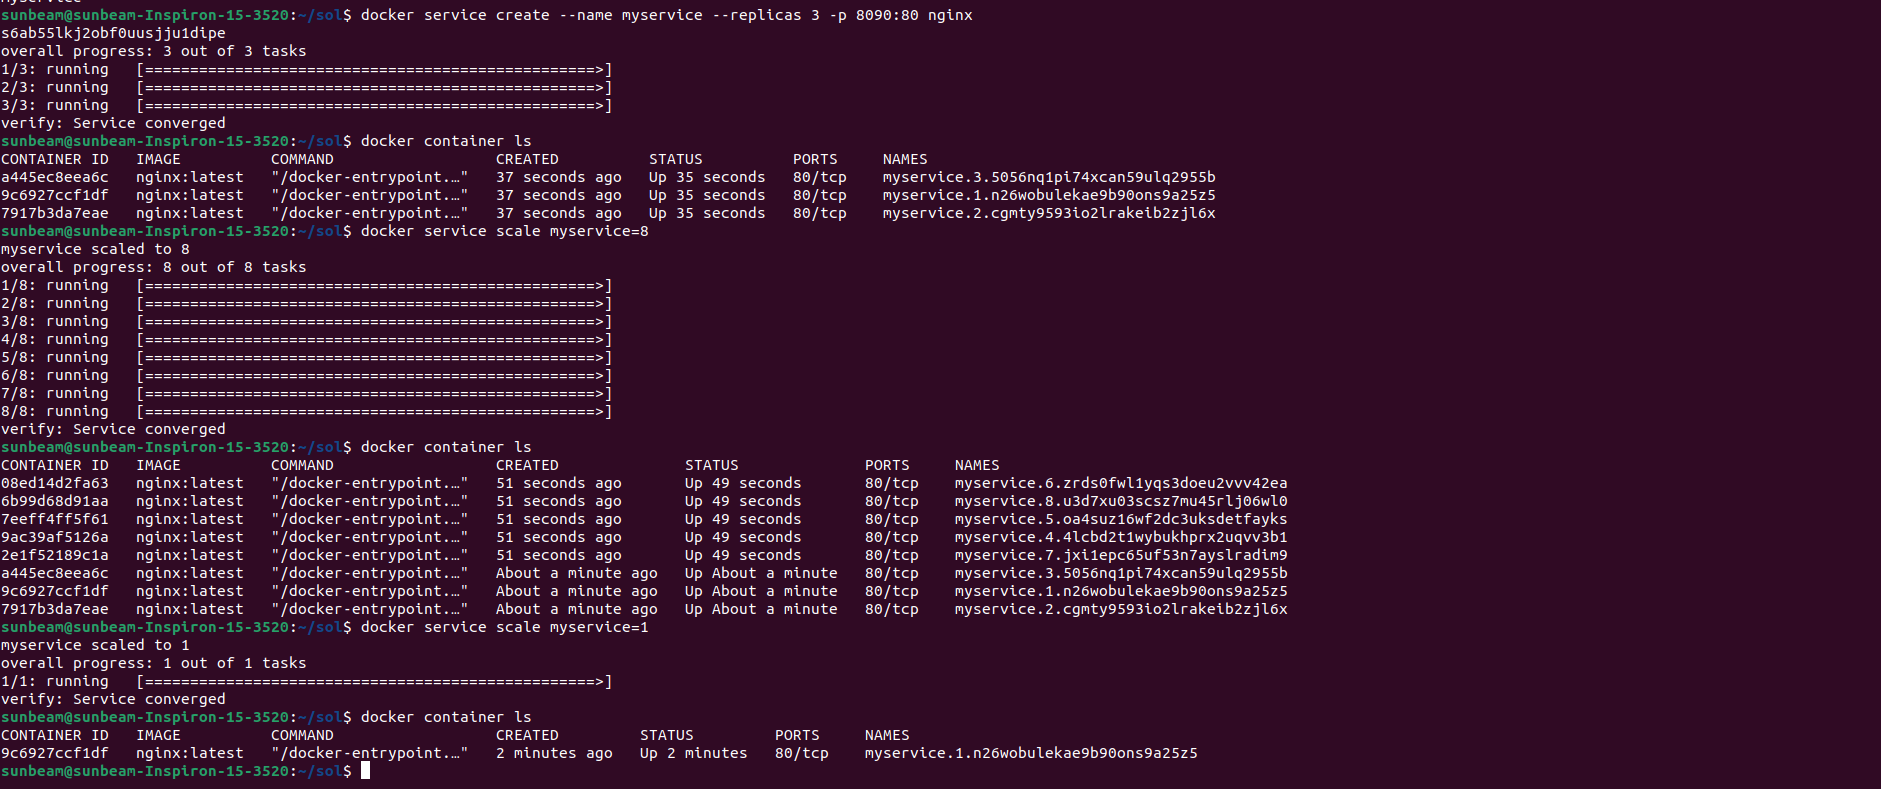 myservice
sunbeam@sunbeam-Inspiron-15-3520:~/sol$ docker service create --name myservice --replicas 3 -p 8090:80 nginx
s6ab55lkj2obf0uusjju1dipe
overall progress: 3 out of 3 tasks
1/3: running   [==================================================>]
2/3: running   [==================================================>]
3/3: running   [==================================================>]
verify: Service converged
sunbeam@sunbeam-Inspiron-15-3520:~/sol$ docker container ls
CONTAINER ID   IMAGE          COMMAND                  CREATED          STATUS          PORTS     NAMES
a445ec8eea6c   nginx:latest   "/docker-entrypoint.…"   37 seconds ago   Up 35 seconds   80/tcp    myservice.3.5056nq1pi74xcan59ulq2955b
9c6927ccf1df   nginx:latest   "/docker-entrypoint.…"   37 seconds ago   Up 35 seconds   80/tcp    myservice.1.n26wobulekae9b90ons9a25z5
7917b3da7eae   nginx:latest   "/docker-entrypoint.…"   37 seconds ago   Up 35 seconds   80/tcp    myservice.2.cgmty9593io2lrakeib2zjl6x
sunbeam@sunbeam-Inspiron-15-3520:~/sol$ docker service scale myservice=8
myservice scaled to 8
overall progress: 8 out of 8 tasks
1/8: running   [==================================================>]
2/8: running   [==================================================>]
3/8: running   [==================================================>]
4/8: running   [==================================================>]
5/8: running   [==================================================>]
6/8: running   [==================================================>]
7/8: running   [==================================================>]
8/8: running   [==================================================>]
verify: Service converged
sunbeam@sunbeam-Inspiron-15-3520:~/sol$ docker container ls
CONTAINER ID   IMAGE          COMMAND                  CREATED              STATUS              PORTS     NAMES
08ed14d2fa63   nginx:latest   "/docker-entrypoint.…"   51 seconds ago       Up 49 seconds       80/tcp    myservice.6.zrds0fwl1yqs3doeu2vvv42ea
6b99d68d91aa   nginx:latest   "/docker-entrypoint.…"   51 seconds ago       Up 49 seconds       80/tcp    myservice.8.u3d7xu03scsz7mu45rlj06wl0
7eeff4ff5f61   nginx:latest   "/docker-entrypoint.…"   51 seconds ago       Up 49 seconds       80/tcp    myservice.5.oa4suz16wf2dc3uksdetfayks
9ac39af5126a   nginx:latest   "/docker-entrypoint.…"   51 seconds ago       Up 49 seconds       80/tcp    myservice.4.4lcbd2t1wybukhprx2uqvv3b1
2e1f52189c1a   nginx:latest   "/docker-entrypoint.…"   51 seconds ago       Up 49 seconds       80/tcp    myservice.7.jxi1epc65uf53n7ayslradim9
a445ec8eea6c   nginx:latest   "/docker-entrypoint.…"   About a minute ago   Up About a minute   80/tcp    myservice.3.5056nq1pi74xcan59ulq2955b
9c6927ccf1df   nginx:latest   "/docker-entrypoint.…"   About a minute ago   Up About a minute   80/tcp    myservice.1.n26wobulekae9b90ons9a25z5
7917b3da7eae   nginx:latest   "/docker-entrypoint.…"   About a minute ago   Up About a minute   80/tcp    myservice.2.cgmty9593io2lrakeib2zjl6x
sunbeam@sunbeam-Inspiron-15-3520:~/sol$ docker service scale myservice=1
myservice scaled to 1
overall progress: 1 out of 1 tasks
1/1: running   [==================================================>]
verify: Service converged
sunbeam@sunbeam-Inspiron-15-3520:~/sol$ docker container ls
CONTAINER ID   IMAGE          COMMAND                  CREATED         STATUS         PORTS     NAMES
9c6927ccf1df   nginx:latest   "/docker-entrypoint.…"   2 minutes ago   Up 2 minutes   80/tcp    myservice.1.n26wobulekae9b90ons9a25z5
sunbeam@sunbeam-Inspiron-15-3520:~/sol$